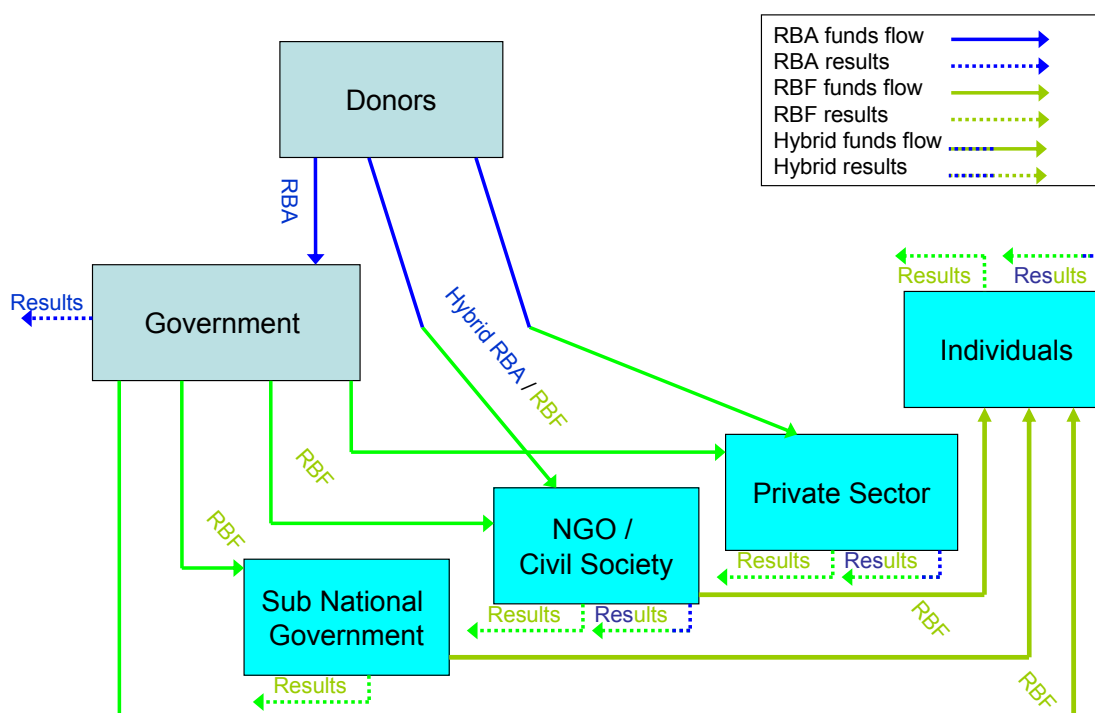 RBA funds flow
RBA results
RBF funds flow
RBF results
Hybrid funds flow
Hybrid results
Donors
RBA
Results
Government
Hybrid RBA / RBF
Results
Results
Individuals
RBF
RBF
Private Sector
Results
Results
NGO /
Civil Society
Results
Results
RBF
Sub National
Government
Results
RBF